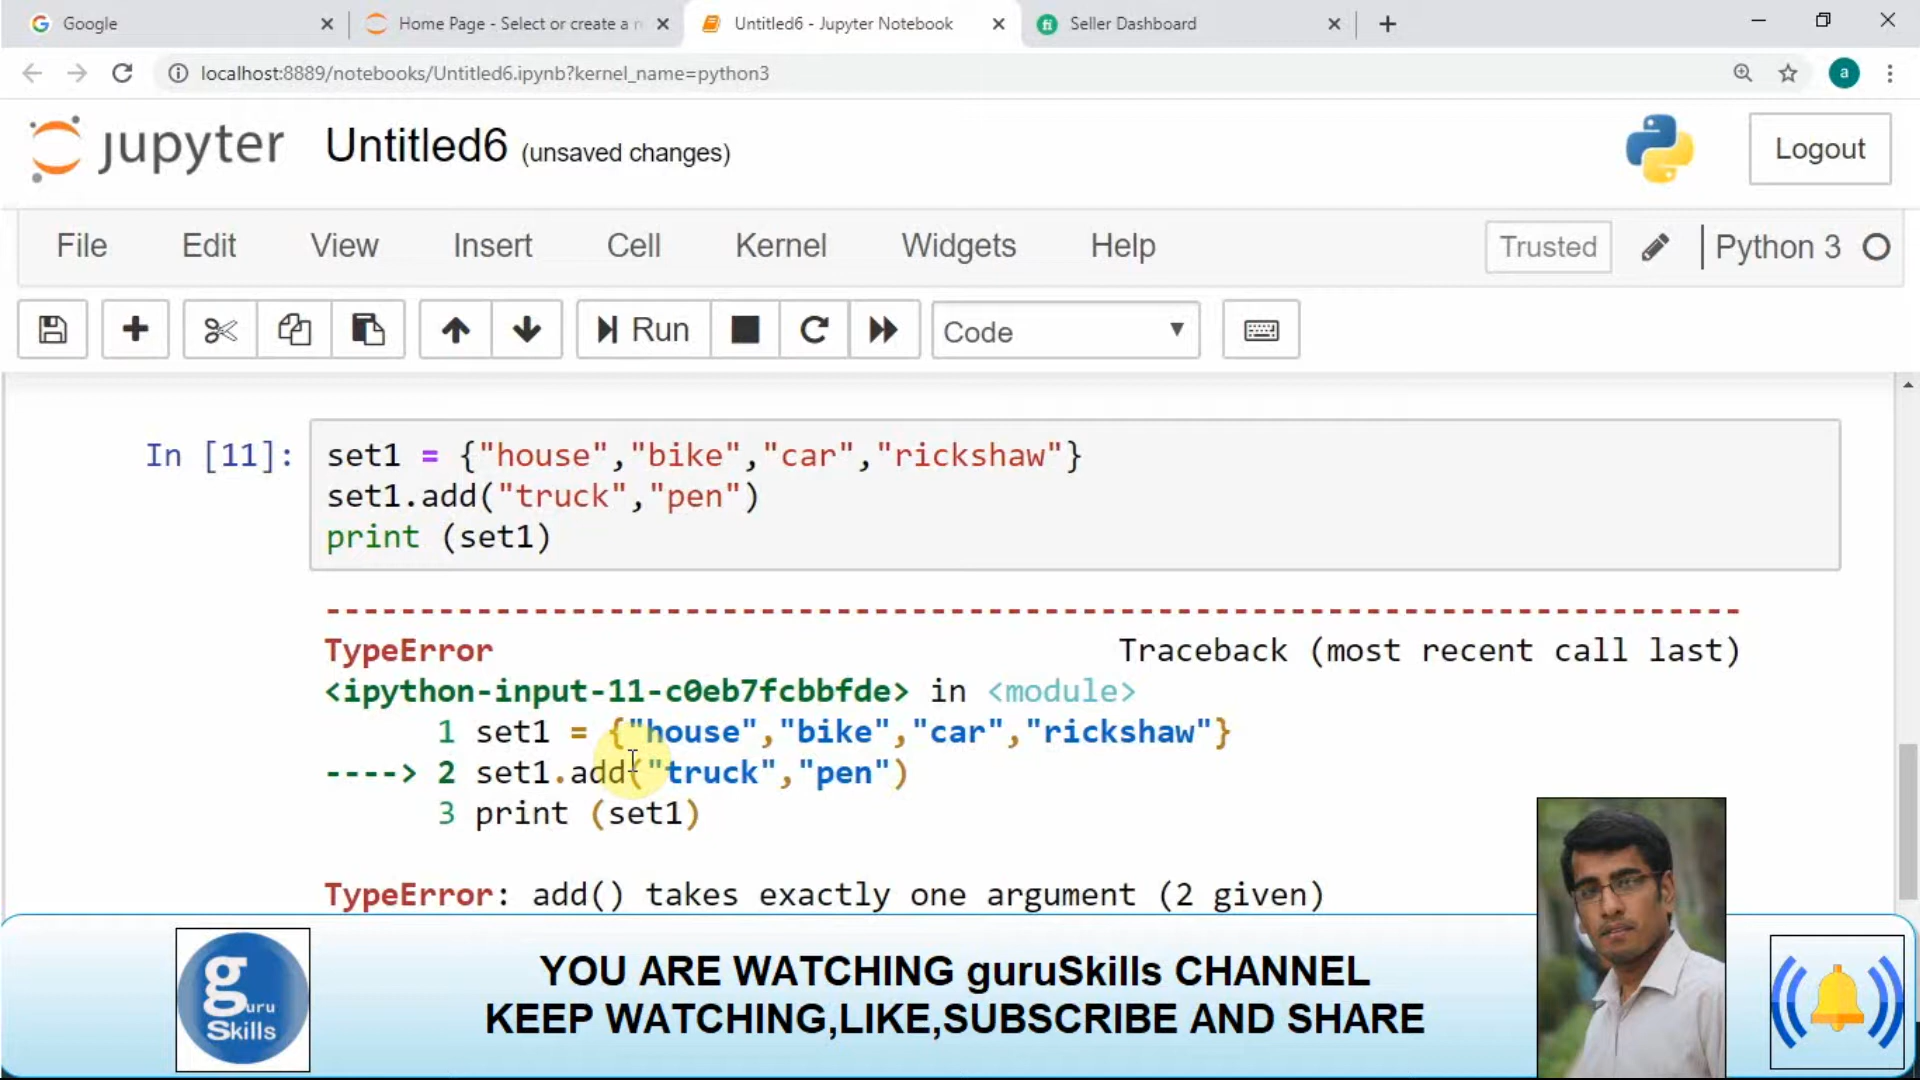 Google
Home Page - Select or create a n
Untitled6 - Jupyter Notebook
fi
Seller Dashboard
localhost:8889/notebooks/Untitled6.ipynb?kernel_name=python3
a
jupyter
Untitled6 (unsaved changes)
Logout
File Edit View Insert Cell Kernel Widgets Help
Trusted
Python 3
Run
Code
In [11]:
set1 = {"house","bike","car","rickshaw"}
set1.add("truck","pen")
print (set1)
---------------------------------------------------------------------------
TypeError Traceback (most recent call last)
<ipython-input-11-c0eb7fcbbfde> in <module>
1 set1 = {"house","bike","car","rickshaw"}
----> 2 set1.add("truck","pen")
3 print (set1)
TypeError: add() takes exactly one argument (2 given)
guru
Skills
YOU ARE WATCHING guruSkills CHANNEL
KEEP WATCHING,LIKE,SUBSCRIBE AND SHARE